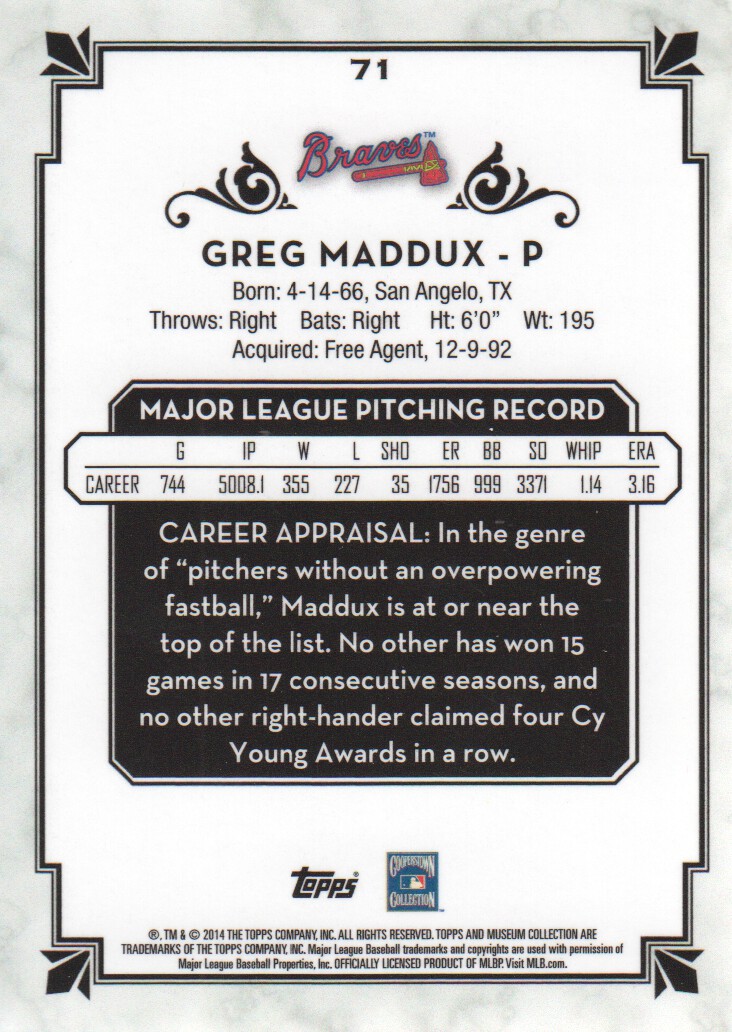 71
Braves™
GREG MADDUX - P
Born: 4-14-66, San Angelo, TX
Throws: Right Bats: Right Ht: 6'0" Wt: 195
Acquired: Free Agent, 12-9-92
MAJOR LEAGUE PITCHING RECORD
G IP W L SHO ER BB SO WHIP ERA
CAREER 744 5008.1 355 227 35 1756 999 3371 1.14 3.16
CAREER APPRAISAL: In the genre
of “pitchers without an overpowering
fastball,” Maddux is at or near the
top of the list. No other has won 15
games in 17 consecutive seasons, and
no other right-hander claimed four Cy
Young Awards in a row.
Topps®
COOPERSTOWN
COLLECTION™
®, TM & © 2014 THE TOPPS COMPANY, INC. ALL RIGHTS RESERVED. TOPPS AND MUSEUM COLLECTION ARE
TRADEMARKS OF THE TOPPS COMPANY, INC. Major League Baseball trademarks and copyrights are used with permission of
Major League Baseball Properties, Inc. OFFICIALLY LICENSED PRODUCT OF MLBP. Visit MLB.com.